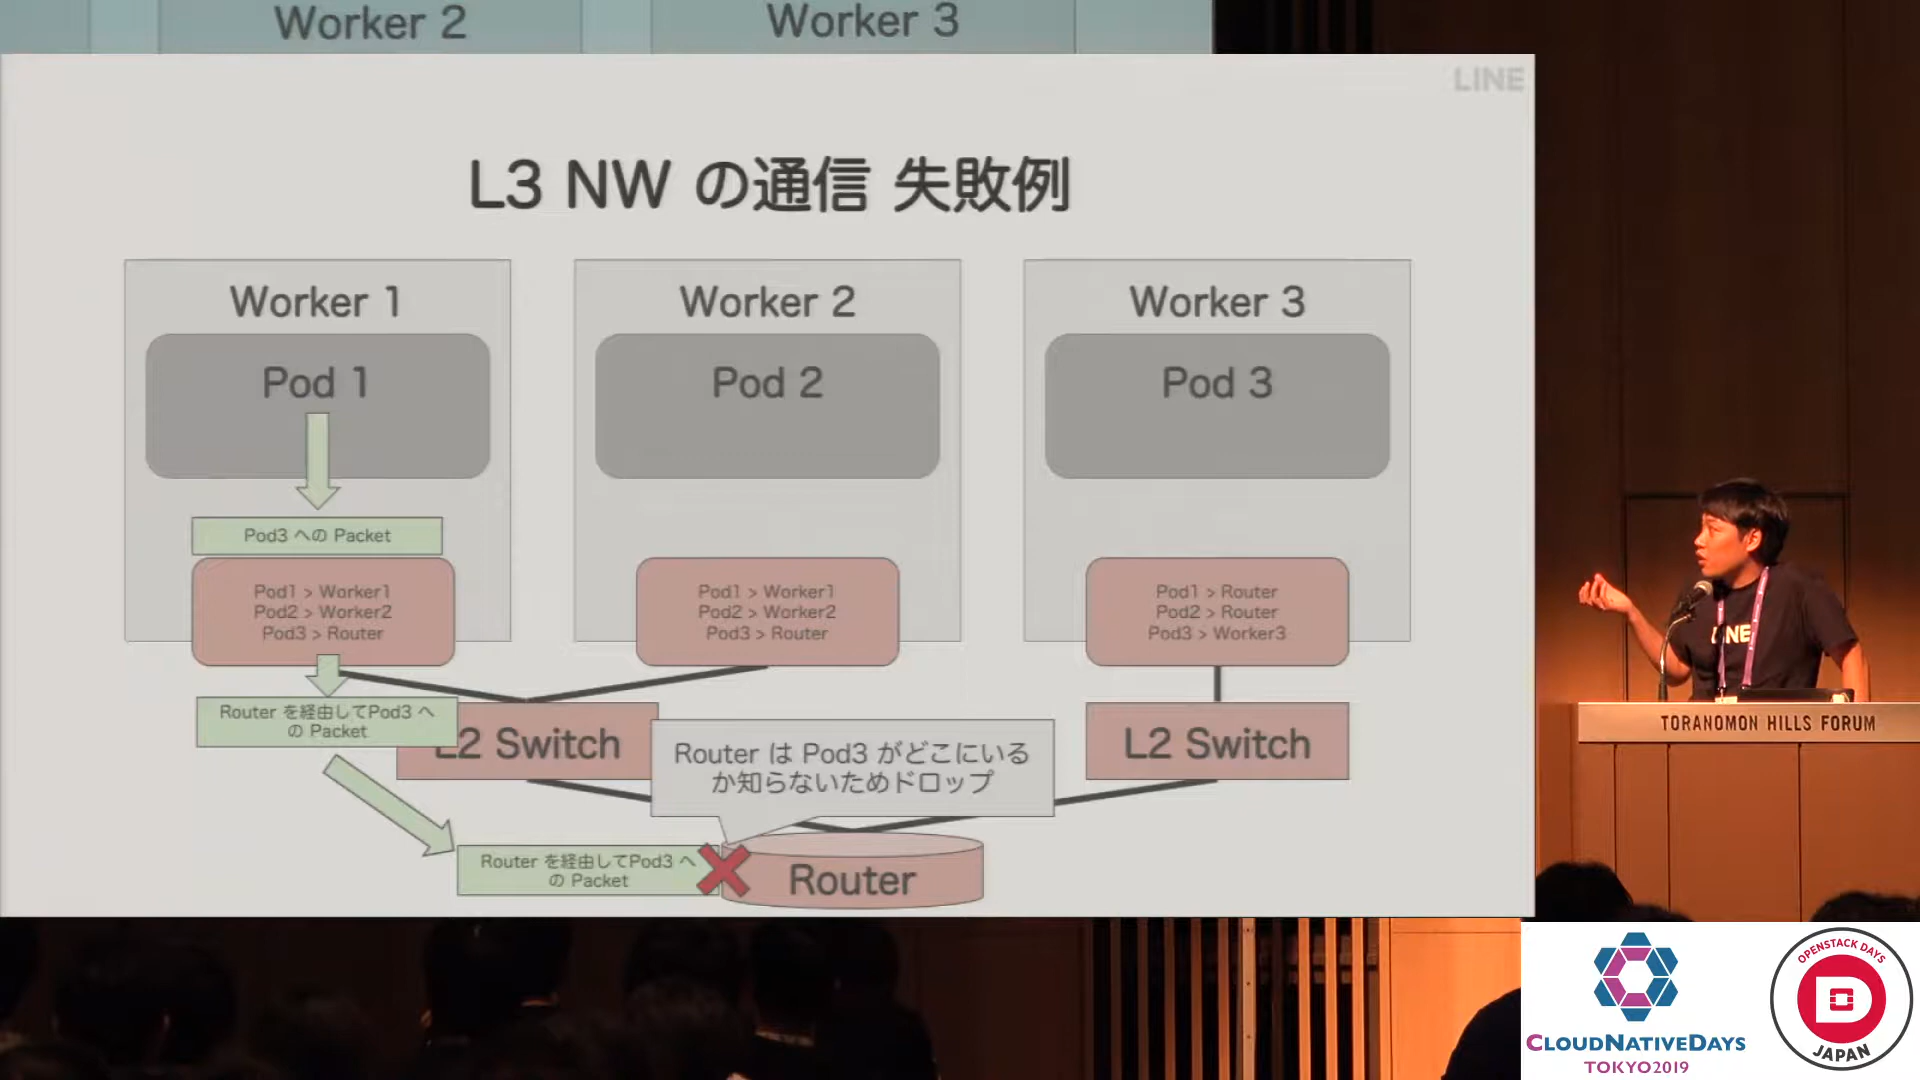 Worker 2
Worker 3
LINE
L3 NW の通信 失敗例
Worker 1
Worker 2
Worker 3
Pod 1
Pod 2
Pod 3
Pod3 への Packet
Pod1 > Worker1
Pod2 > Worker2
Pod3 > Router
Pod1 > Worker1
Pod2 > Worker2
Pod3 > Router
Pod1 > Router
Pod2 > Router
Pod3 > Worker3
Router を経由してPod3 へ
の Packet
L2 Switch
Router は Pod3 がどこにいる
か知らないためドロップ
L2 Switch
Router を経由してPod3 へ
の Packet
Router
LINE
TORANOMON HILLS FORUM
CLOUDNATIVEDAYS
TOKYO2019
OPENSTACK DAYS
JAPAN